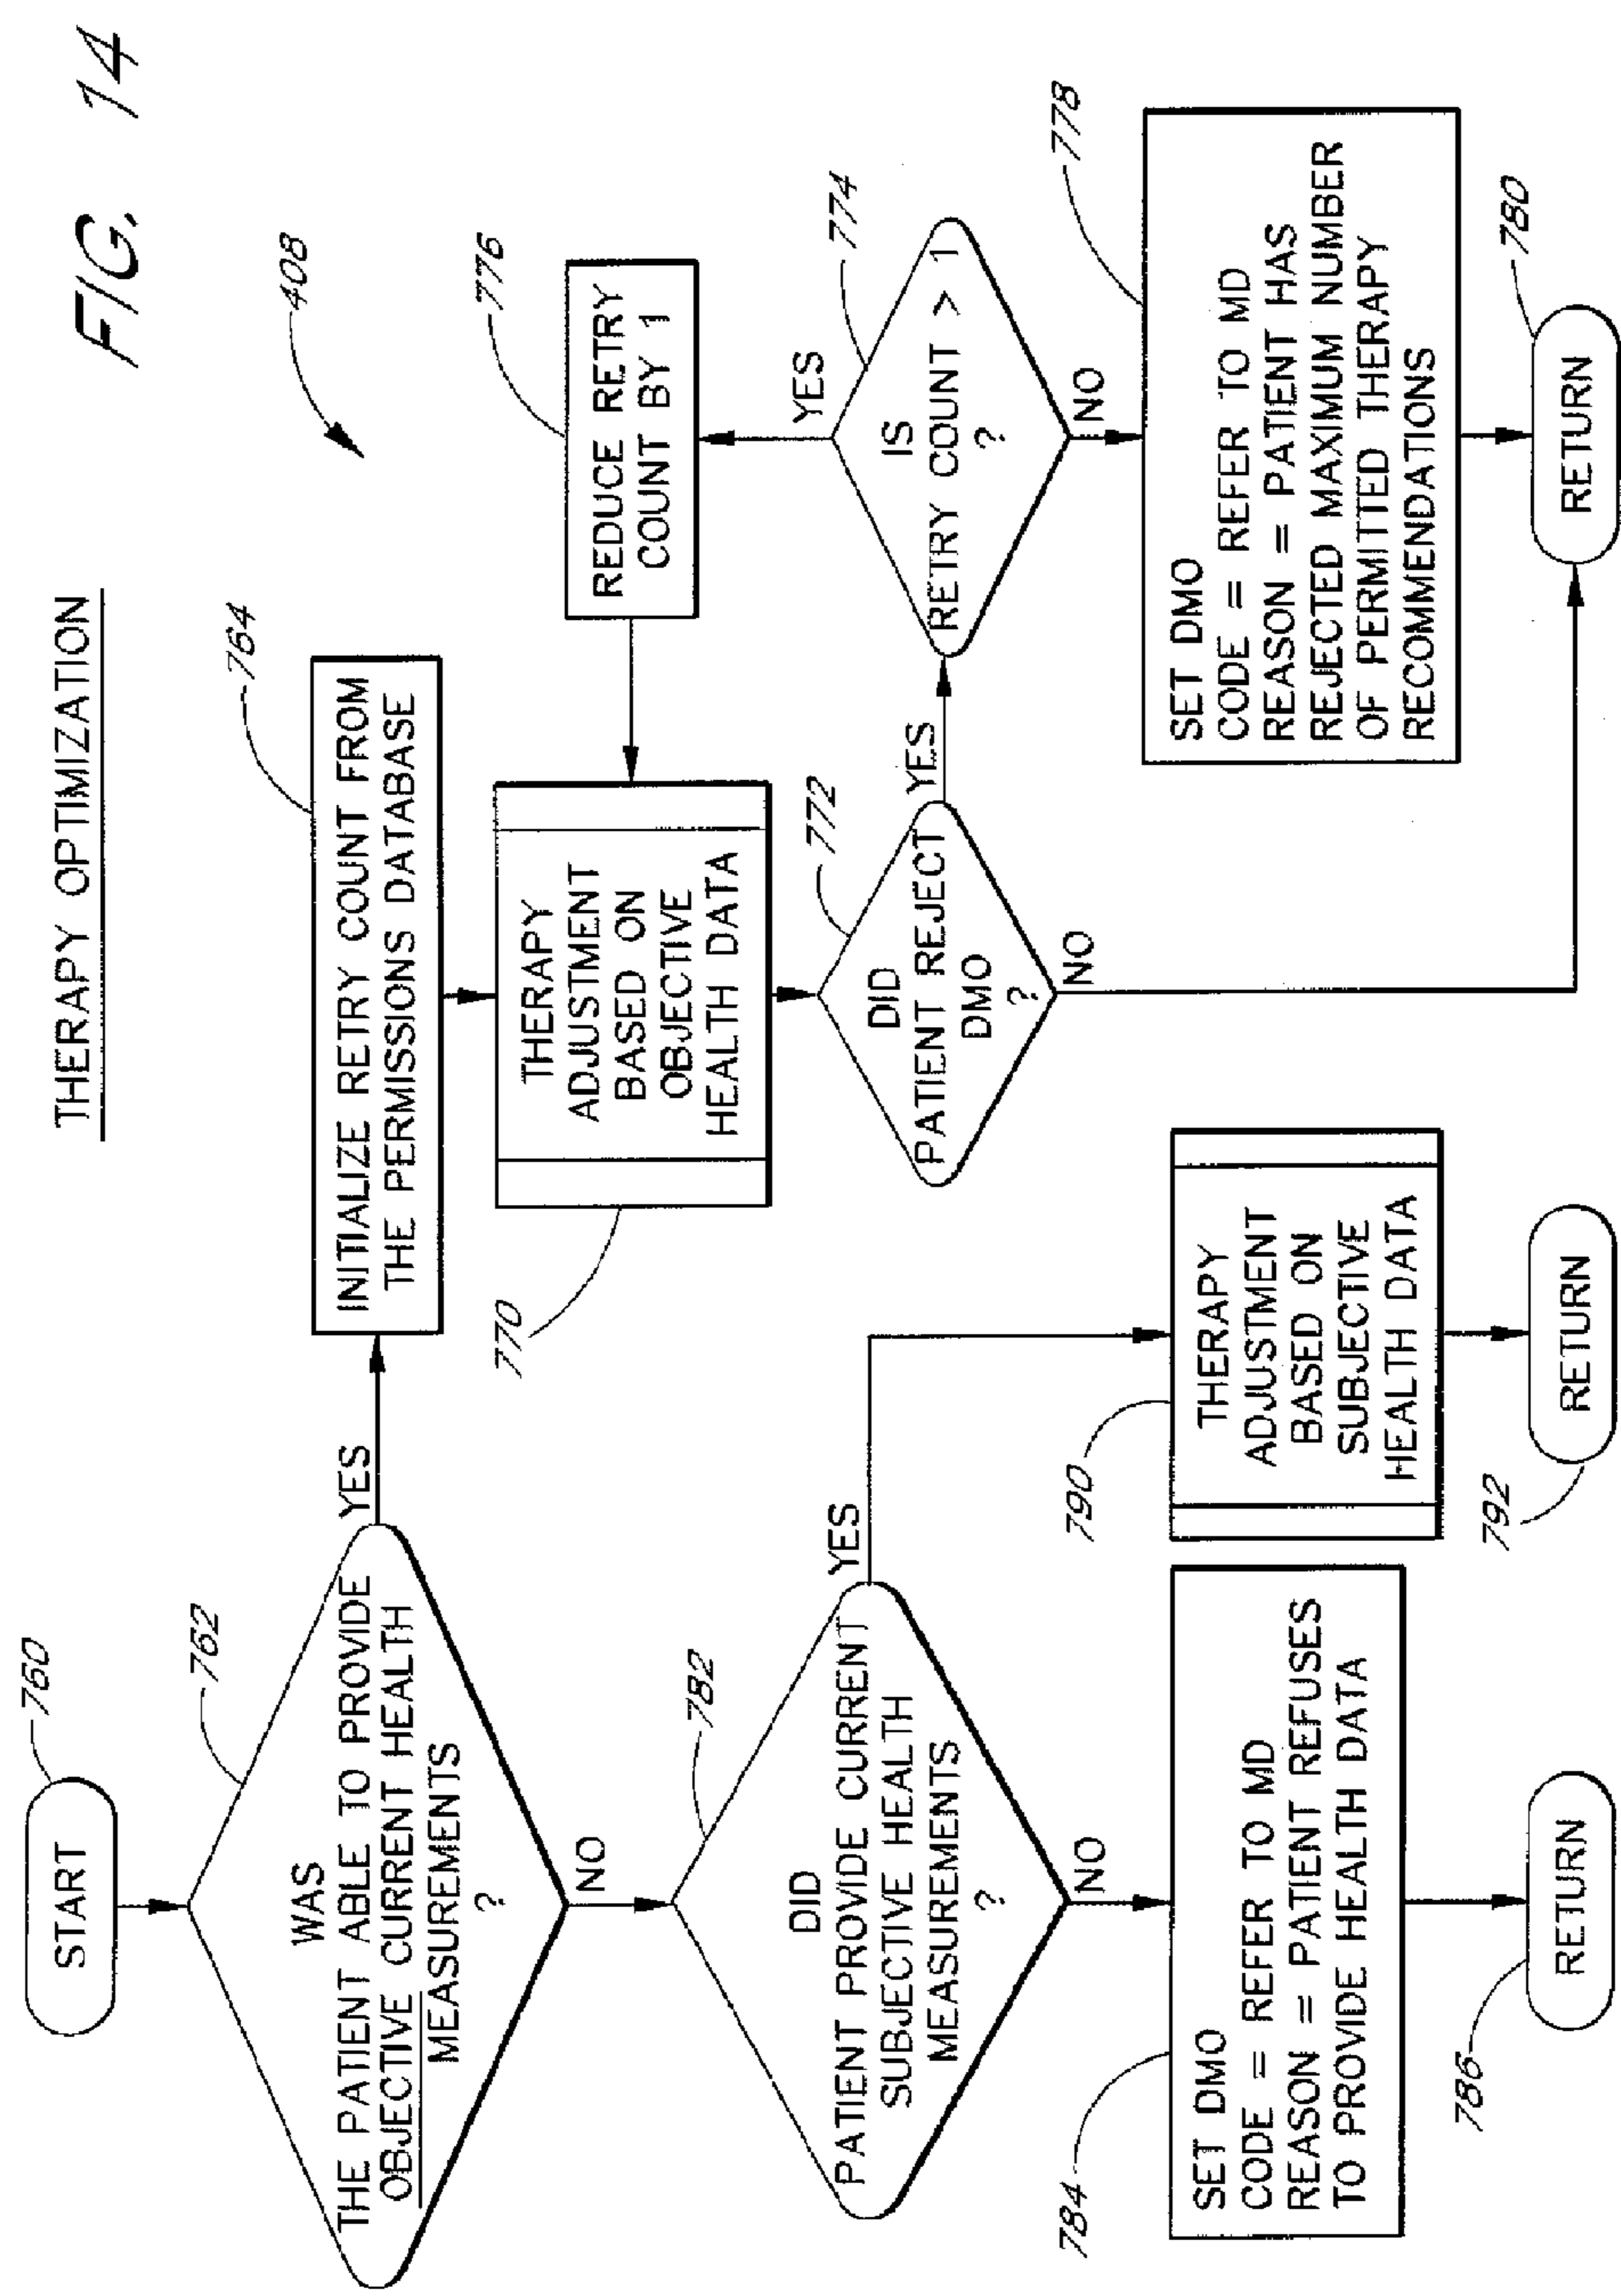 FIG. 14
THERAPY OPTIMIZATION
408
START
760
WAS
THE PATIENT ABLE TO PROVIDE
OBJECTIVE CURRENT HEALTH
MEASUREMENTS
?
762
YES
NO
INITIALIZE RETRY COUNT FROM
THE PERMISSIONS DATABASE
764
THERAPY
ADJUSTMENT
BASED ON
OBJECTIVE
HEALTH DATA
770
REDUCE RETRY
COUNT BY 1
776
DID
PATIENT REJECT
DMO
?
772
YES
NO
IS
RETRY COUNT > 1
?
774
YES
NO
SET DMO
CODE = REFER TO MD
REASON = PATIENT HAS
REJECTED MAXIMUM NUMBER
OF PERMITTED THERAPY
RECOMMENDATIONS
778
RETURN
780
DID
PATIENT PROVIDE CURRENT
SUBJECTIVE HEALTH
MEASUREMENTS
?
782
YES
NO
SET DMO
CODE = REFER TO MD
REASON = PATIENT REFUSES
TO PROVIDE HEALTH DATA
784
RETURN
786
THERAPY
ADJUSTMENT
BASED ON
SUBJECTIVE
HEALTH DATA
790
RETURN
792